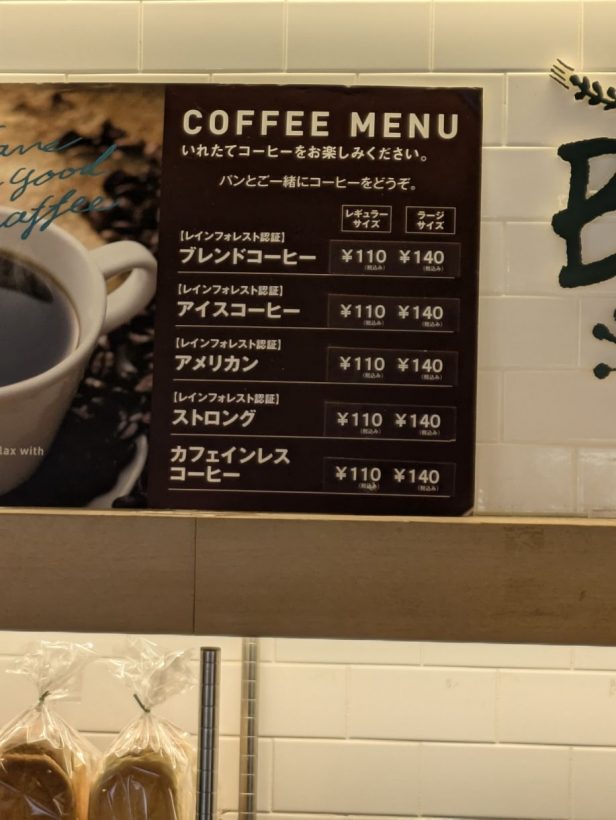 COFFEE MENU
いれたてコーヒーをお楽しみください。
パンとご一緒にコーヒーをどうぞ。
レギュラーサイズ ラージサイズ
【レインフォレスト認証】
ブレンドコーヒー ¥110(税込み) ¥140(税込み)
【レインフォレスト認証】
アイスコーヒー ¥110(税込み) ¥140(税込み)
【レインフォレスト認証】
アメリカン ¥110(税込み) ¥140(税込み)
【レインフォレスト認証】
ストロング ¥110(税込み) ¥140(税込み)
カフェインレス
コーヒー ¥110(税込み) ¥140(税込み)
good
lax with
B